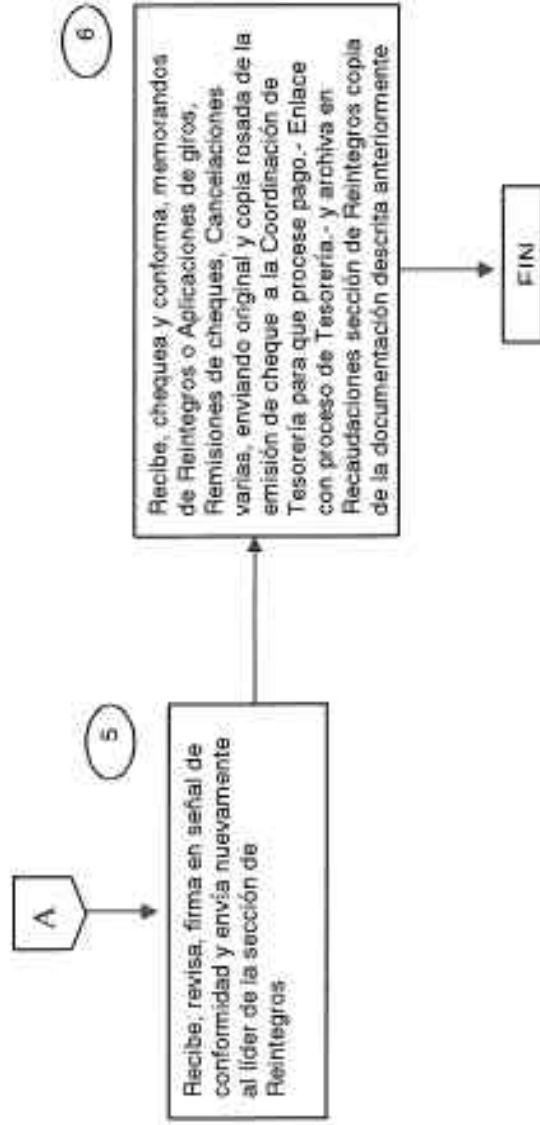 A
5
Recibe, revisa, firma en señal de
conformidad y envía nuevamente
al líder de la sección de
Reintegros
6
Recibe, chequea y conforma, memorandos
de Reintegros o Aplicaciones de giros,
Remisiones de cheques, Cancelaciones
varias, enviando original y copia rosada de la
emisión de cheque a la Coordinación de
Tesorería para que procese pago.- Enlace
con proceso de Tesorería.- y archiva en
Recaudaciones sección de Reintegros copia
de la documentación descrita anteriormente
FIN